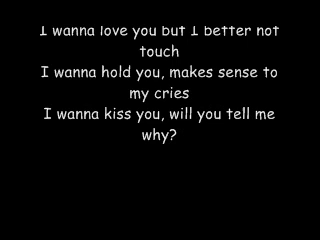 I wanna love you but I better not
touch
I wanna hold you, makes sense to
my cries
I wanna kiss you, will you tell me
why?